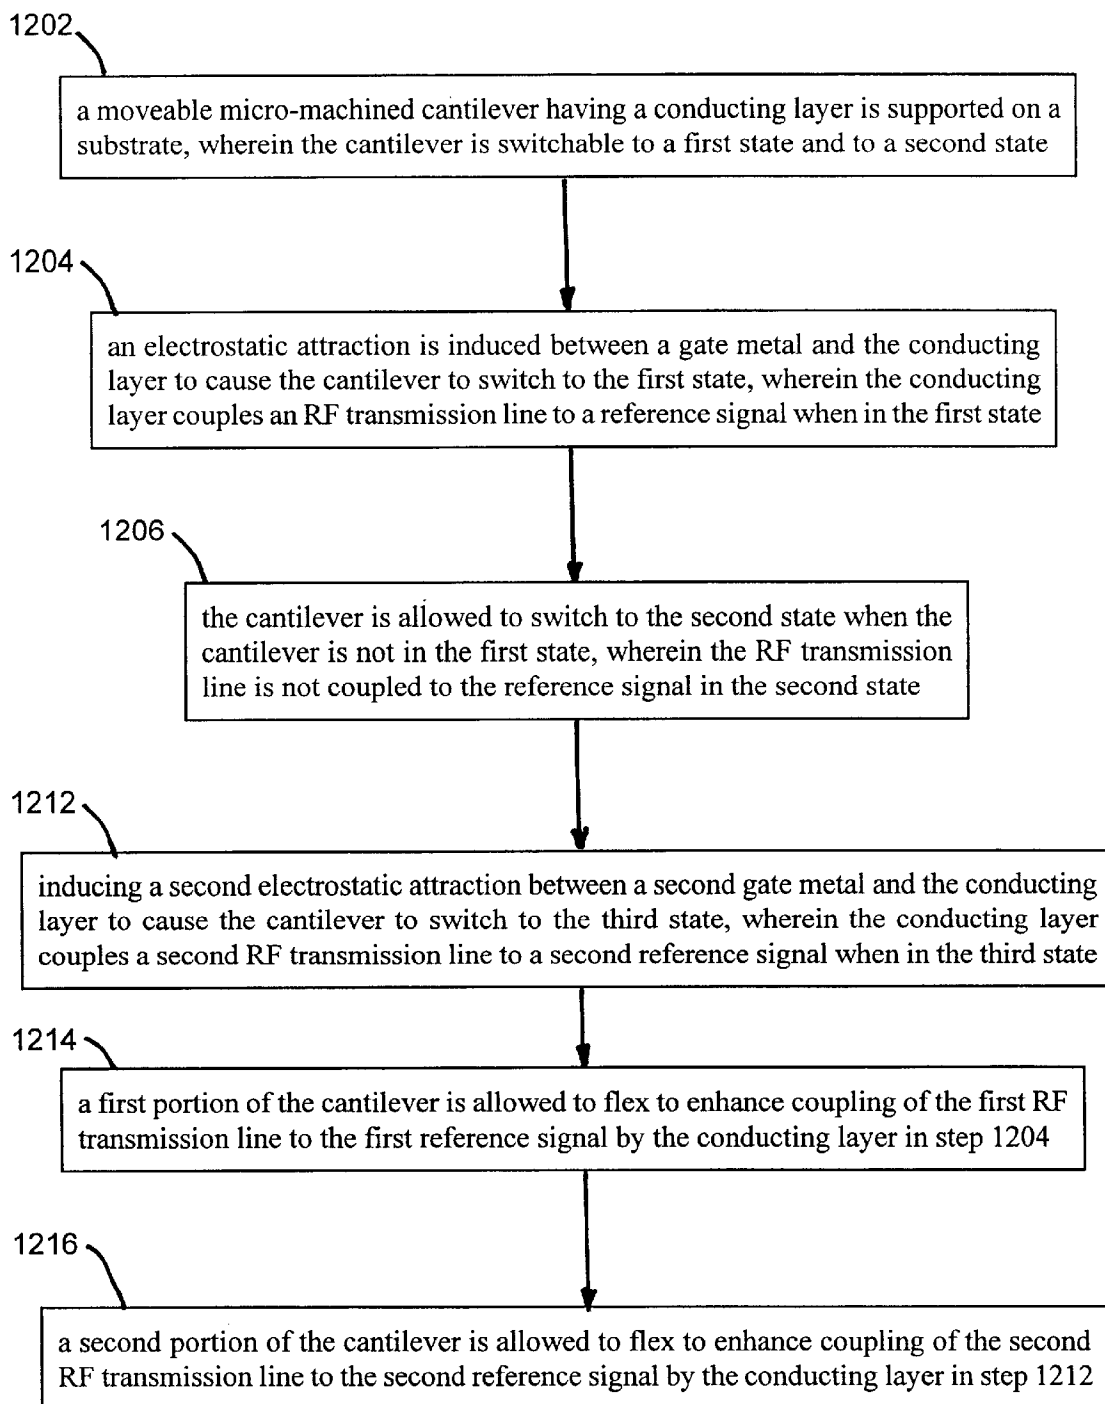 1202
a moveable micro-machined cantilever having a conducting layer is supported on a
substrate, wherein the cantilever is switchable to a first state and to a second state
1204
an electrostatic attraction is induced between a gate metal and the conducting
layer to cause the cantilever to switch to the first state, wherein the conducting
layer couples an RF transmission line to a reference signal when in the first state
1206
the cantilever is allowed to switch to the second state when the
cantilever is not in the first state, wherein the RF transmission
line is not coupled to the reference signal in the second state
1212
inducing a second electrostatic attraction between a second gate metal and the conducting
layer to cause the cantilever to switch to the third state, wherein the conducting layer
couples a second RF transmission line to a second reference signal when in the third state
1214
a first portion of the cantilever is allowed to flex to enhance coupling of the first RF
transmission line to the first reference signal by the conducting layer in step 1204
1216
a second portion of the cantilever is allowed to flex to enhance coupling of the second
RF transmission line to the second reference signal by the conducting layer in step 1212